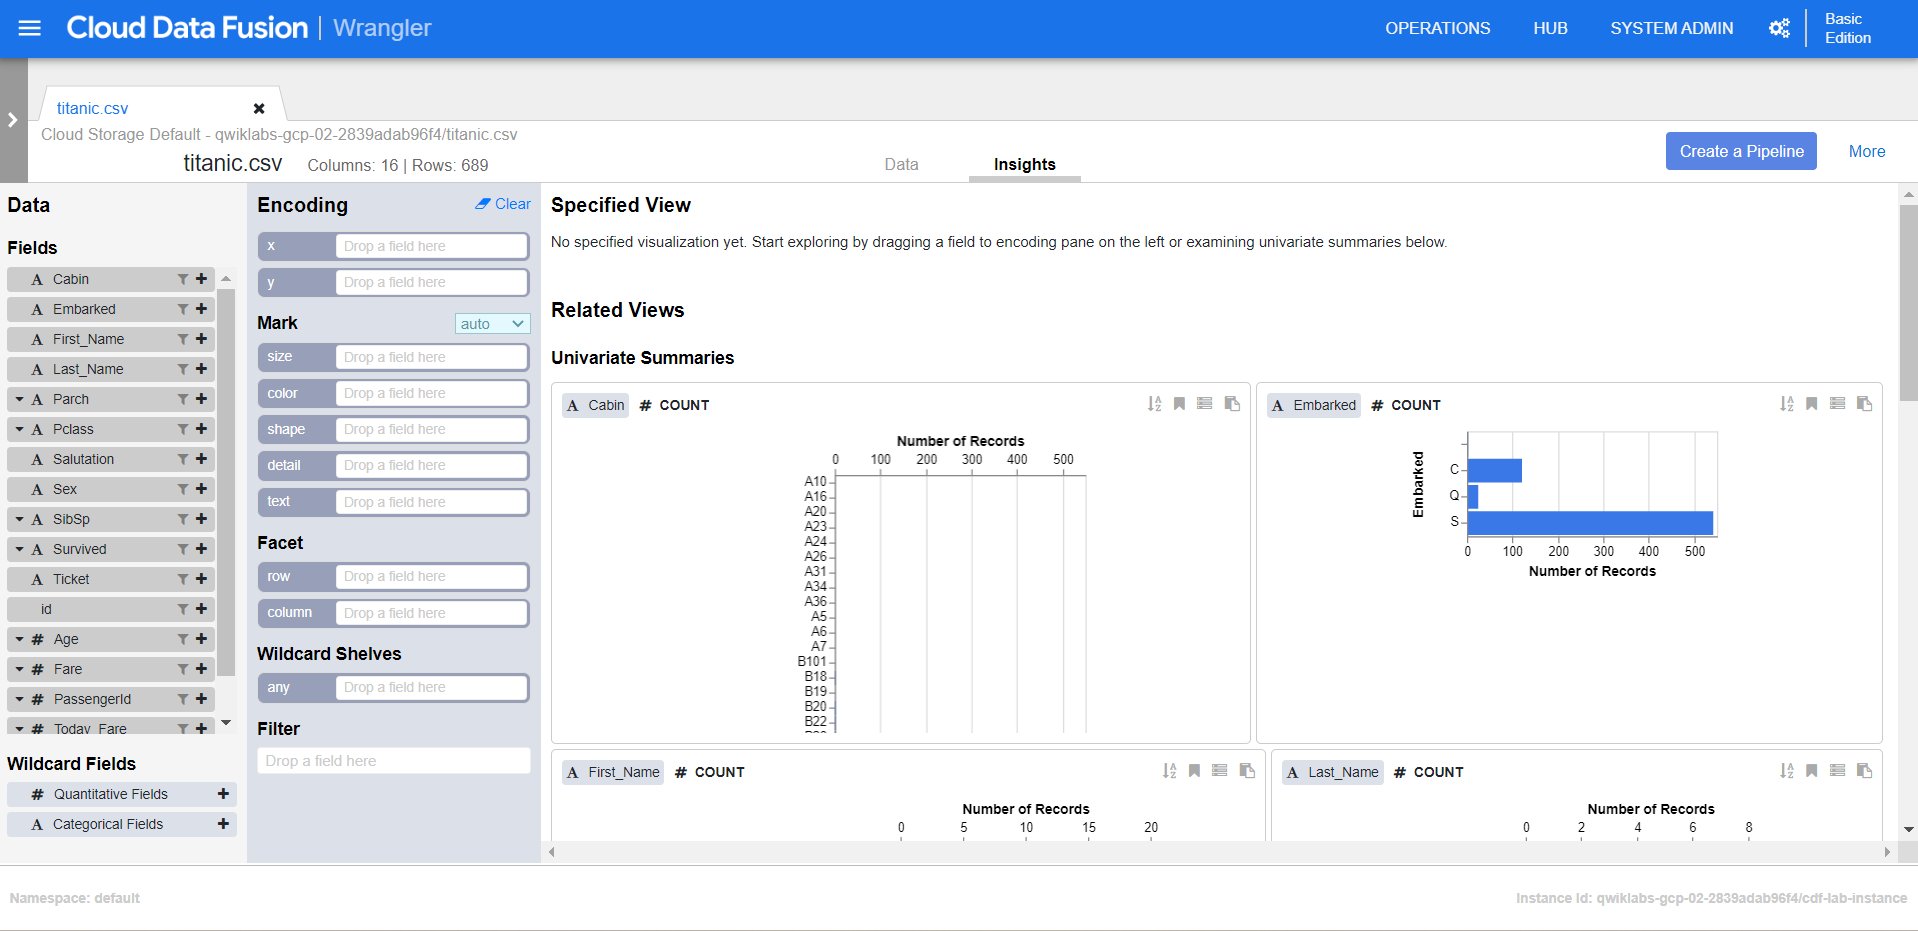 Cloud Data Fusion | Wrangler
OPERATIONS HUB SYSTEM ADMIN Basic Edition
titanic.csv
Cloud Storage Default - qwiklabs-gcp-02-2839adab96f4/titanic.csv
titanic.csv Columns: 16 | Rows: 689
Data Insights
Create a Pipeline More
Data
Fields
A Cabin
A Embarked
A First_Name
A Last_Name
A Parch
A Pclass
A Salutation
A Sex
A SibSp
A Survived
A Ticket
id
# Age
# Fare
# PassengerId
# Today_Fare
Wildcard Fields
# Quantitative Fields
A Categorical Fields
Encoding Clear
x Drop a field here
y Drop a field here
Mark auto
size Drop a field here
color Drop a field here
shape Drop a field here
detail Drop a field here
text Drop a field here
Facet
row Drop a field here
column Drop a field here
Wildcard Shelves
any Drop a field here
Filter
Drop a field here
Specified View
No specified visualization yet. Start exploring by dragging a field to encoding pane on the left or examining univariate summaries below.
Related Views
Univariate Summaries
A Cabin # COUNT
Number of Records
0 100 200 300 400 500
A10
A16
A20
A23
A24
A26
A31
A34
A36
A5
A6
A7
B101
B18
B19
B20
B22
A Embarked # COUNT
Embarked
C
Q
S
0 100 200 300 400 500
Number of Records
A First_Name # COUNT
Number of Records
0 5 10 15 20
A Last_Name # COUNT
Number of Records
0 2 4 6 8
Namespace: default
Instance Id: qwiklabs-gcp-02-2839adab96f4/cdf-lab-instance